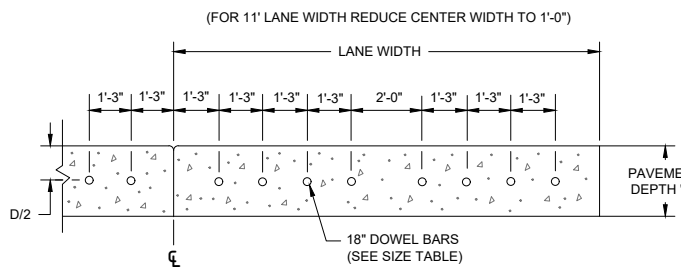 (FOR 11' LANE WIDTH REDUCE CENTER WIDTH TO 1'-0")
LANE WIDTH
1'-3" 1'-3" 1'-3" 1'-3" 1'-3" 1'-3" 2'-0" 1'-3" 1'-3" 1'-3"
PAVEME
DEPTH
D/2
18" DOWEL BARS
(SEE SIZE TABLE)
℄